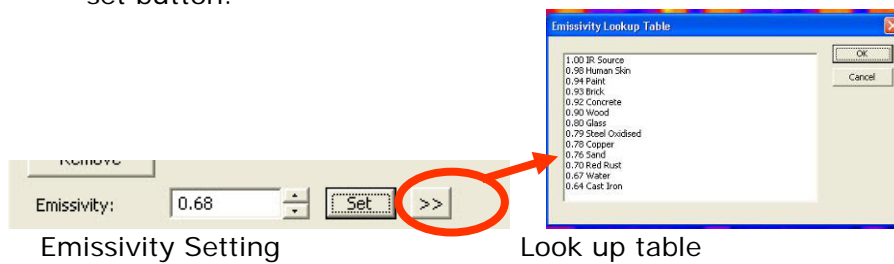 set button.
Emissivity Lookup Table
1.00 IR Source
0.98 Human Skin
0.94 Paint
0.93 Brick
0.92 Concrete
0.90 Wood
0.80 Glass
0.79 Steel Oxidised
0.78 Copper
0.76 Sand
0.70 Red Rust
0.67 Water
0.64 Cast Iron
OK
Cancel
Remove
Emissivity: 0.68 Set >>
Emissivity Setting
Look up table